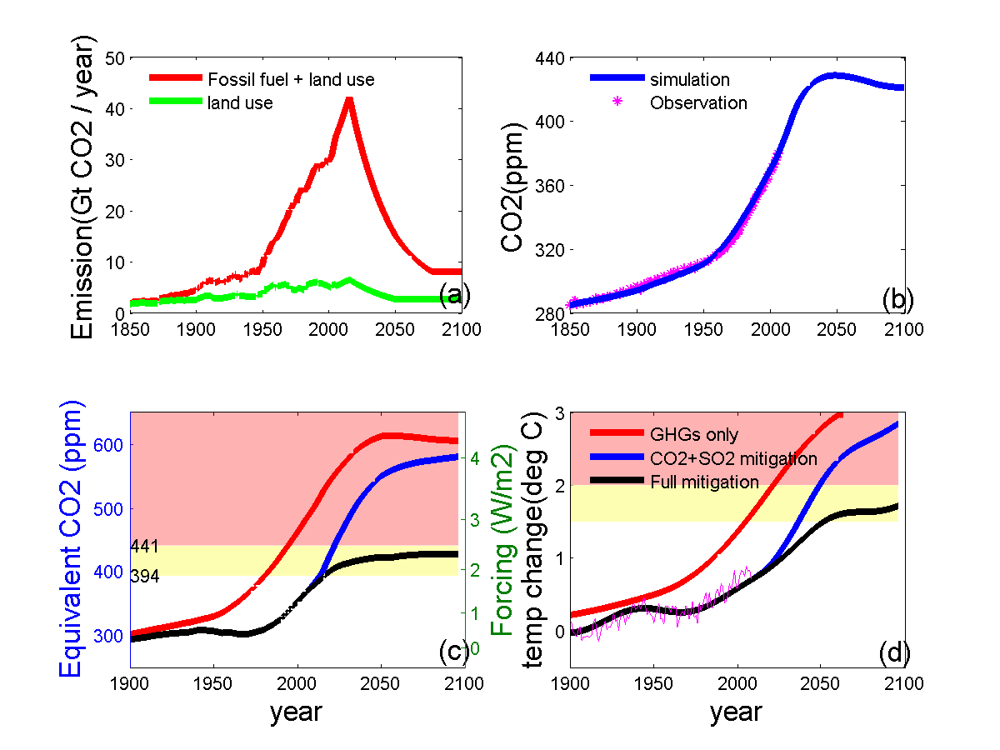 Emission(Gt CO2 / year)
50
40
30
20
10
0
Fossil fuel + land use
land use
(a)
1850 1900 1950 2000 2050 2100
CO2(ppm)
440
400
360
320
280
simulation
Observation
(b)
1850 1900 1950 2000 2050 2100
Equivalent CO2 (ppm)
600
500
400
300
441
394
4
3
2
1
0
Forcing (W/m2)
(c)
1900 1950 2000 2050 2100
year
temp change(deg C)
3
2
1
0
GHGs only
CO2+SO2 mitigation
Full mitigation
(d)
1900 1950 2000 2050 2100
year